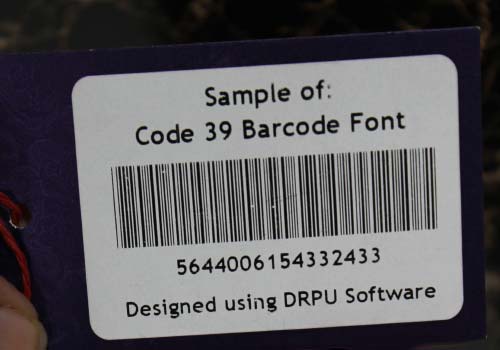 Sample of:
Code 39 Barcode Font
5644006154332433
Designed using DRPU Software